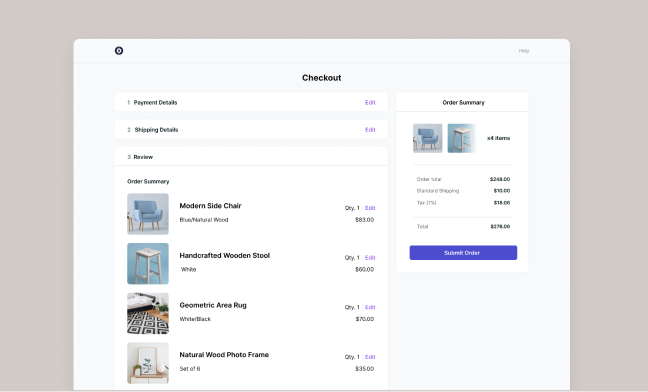 Help
Checkout
1 Payment Details Edit
2 Shipping Details Edit
3 Review
Order Summary
Modern Side Chair
Qty. 1 Edit
Blue/Natural Wood $83.00
Handcrafted Wooden Stool
Qty. 1 Edit
White $60.00
Geometric Area Rug
Qty. 1 Edit
White/Black $70.00
Natural Wood Photo Frame
Qty. 1 Edit
Set of 6 $35.00
Order Summary
x4 items
Order total $248.00
Standard Shipping $10.00
Tax (7%) $18.06
Total $276.06
Submit Order